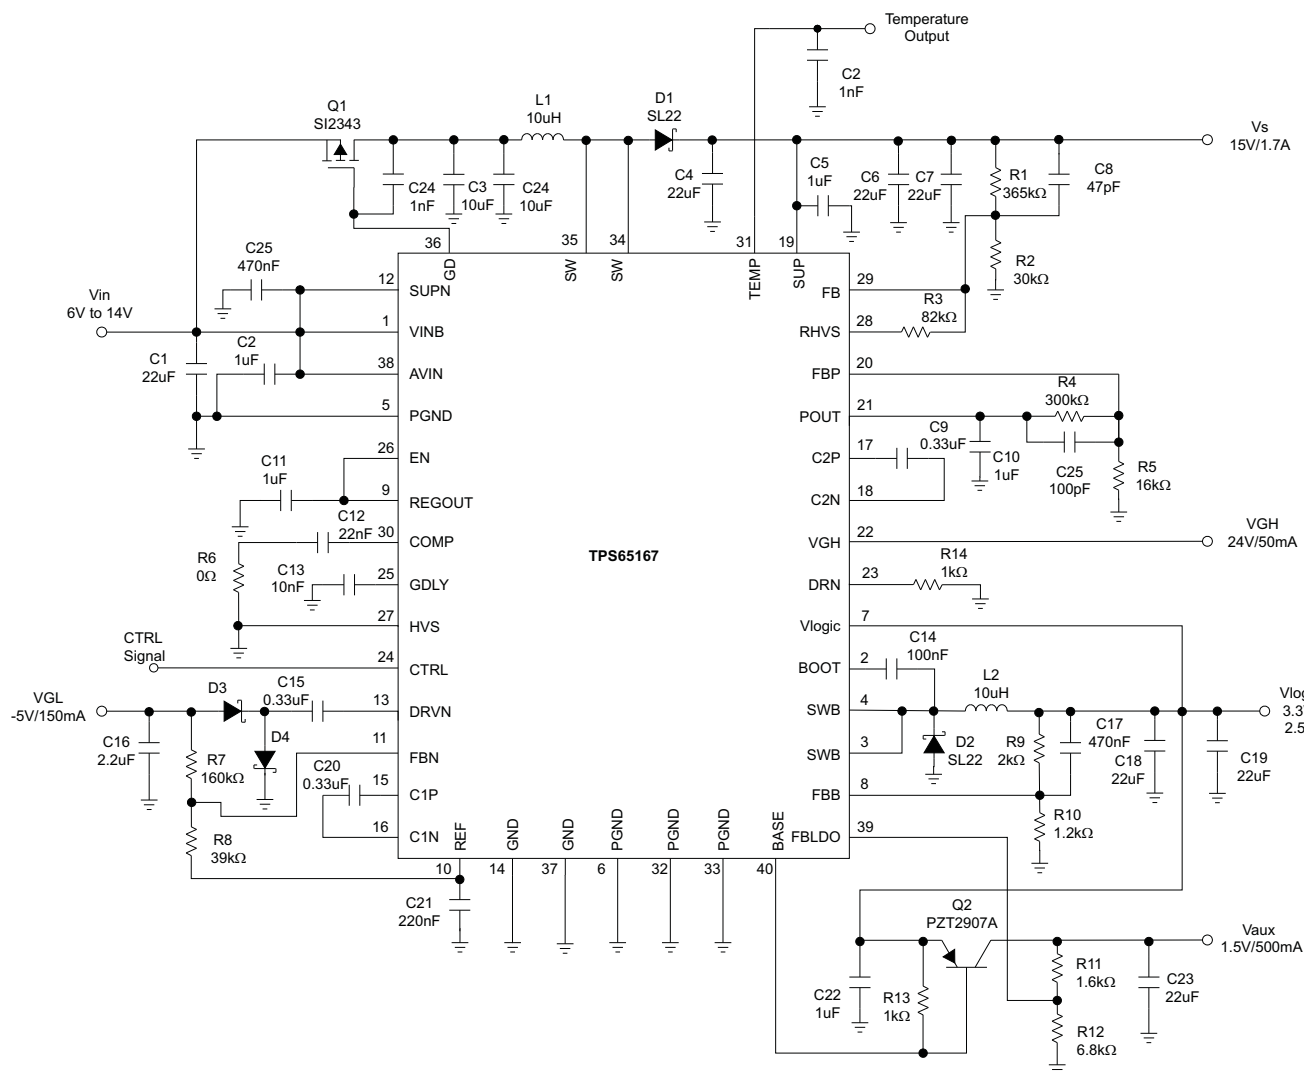 Temperature
Output
C2
1nF
Q1
SI2343
L1
10uH
D1
SL22
Vs
15V/1.7A
C24
1nF
C3
10uF
C24
10uF
C4
22uF
C5
1uF
C6
22uF
C7
22uF
R1
365kΩ
C8
47pF
R2
30kΩ
36
35
34
31
19
GD
SW
SW
TEMP
SUP
C25
470nF
Vin
6V to 14V
C1
22uF
C2
1uF
12
SUPN
1
VINB
38
AVIN
5
PGND
26
EN
9
REGOUT
30
COMP
25
GDLY
27
HVS
24
CTRL
13
DRVN
11
FBN
15
C1P
16
C1N
C11
1uF
C12
22nF
R6
0Ω
C13
10nF
CTRL
Signal
VGL
-5V/150mA
D3
C15
0.33uF
D4
C16
2.2uF
R7
160kΩ
C20
0.33uF
R8
39kΩ
C21
220nF
TPS65167
FB
29
RHVS
28
R3
82kΩ
FBP
20
POUT
21
R4
300kΩ
C2P
17
C9
0.33uF
C10
1uF
C25
100pF
R5
16kΩ
C2N
18
VGH
22
VGH
24V/50mA
DRN
23
R14
1kΩ
Vlogic
7
BOOT
2
C14
100nF
SWB
4
L2
10uH
SWB
3
D2
SL22
R9
2kΩ
C17
470nF
C18
22uF
C19
22uF
Vlog
3.3
2.5
FBB
8
R10
1.2kΩ
FBLDO
39
REF
GND
GND
PGND
PGND
PGND
BASE
10
14
37
6
32
33
40
Q2
PZT2907A
Vaux
1.5V/500mA
C22
1uF
R13
1kΩ
R11
1.6kΩ
C23
22uF
R12
6.8kΩ